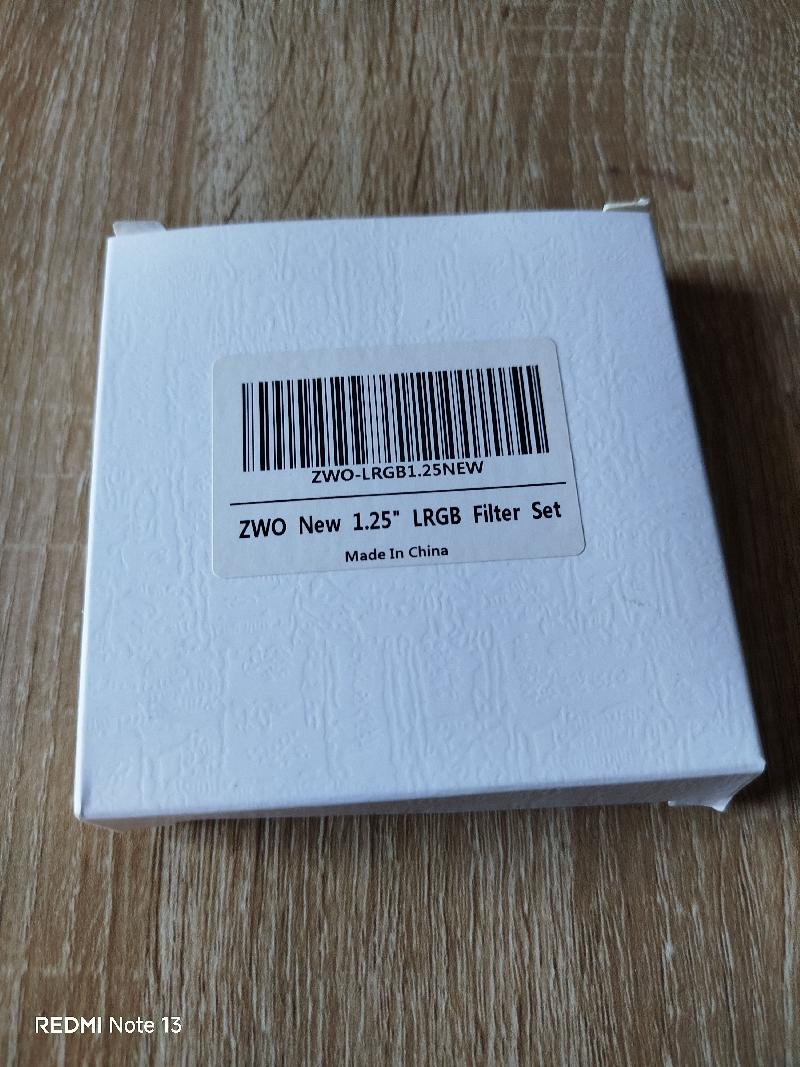 ZWO-LRGB1.25NEW
ZWO New 1.25" LRGB Filter Set
Made In China
REDMI Note 13